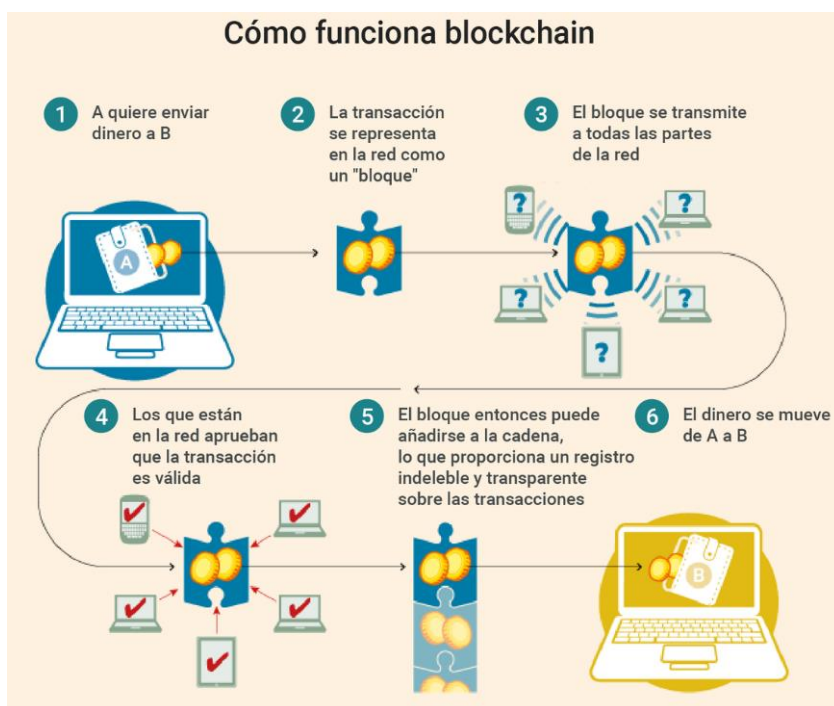 Cómo funciona blockchain
1
A quiere enviar
dinero a B
2
La transacción
se representa
en la red como
un "bloque"
3
El bloque se transmite
a todas las partes
de la red
A
?
?
?
?
?
4
Los que están
en la red aprueban
que la transacción
es válida
5
El bloque entonces puede
añadirse a la cadena,
lo que proporciona un registro
indeleble y transparente
sobre las transacciones
6
El dinero se mueve
de A a B
B